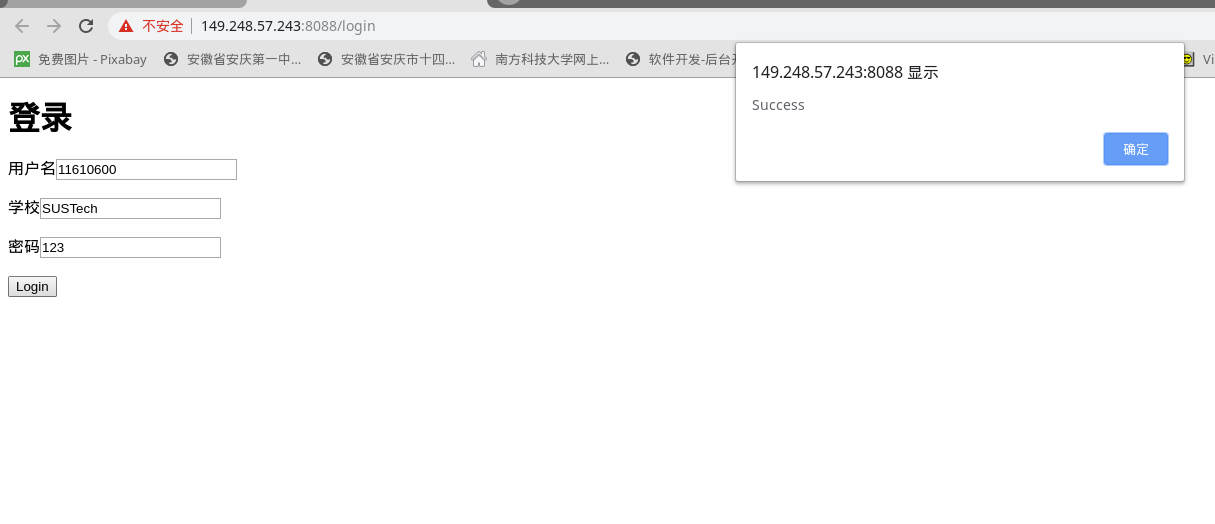 不安全 149.248.57.243:8088/login
免费图片 - Pixabay 安徽省安庆第一中... 安徽省安庆市十四... 南方科技大学网上... 软件开发-后台 Vi
149.248.57.243:8088 显示
Success
确定
登录
用户名 11610600
学校 SUSTech
密码 123
Login